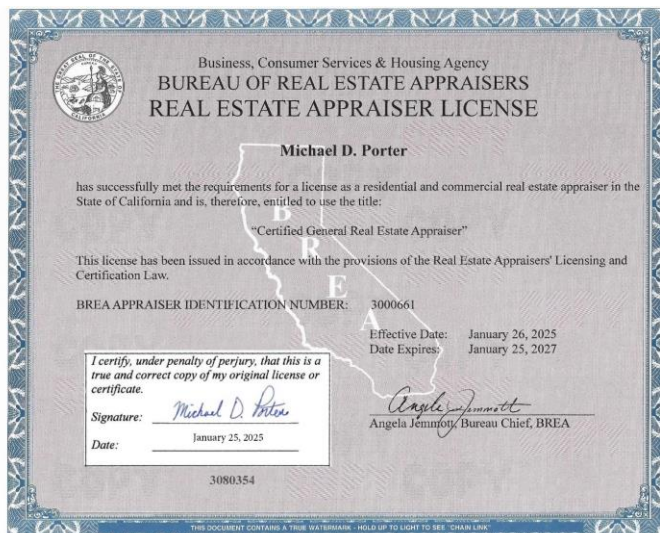 Business, Consumer Services & Housing Agency
BUREAU OF REAL ESTATE APPRAISERS
REAL ESTATE APPRAISER LICENSE
Michael D. Porter
has successfully met the requirements for a license as a residential and commercial real estate appraiser in the
State of California and is, therefore, entitled to use the title:
“Certified General Real Estate Appraiser”
This license has been issued in accordance with the provisions of the Real Estate Appraisers' Licensing and
Certification Law.
BREA APPRAISER IDENTIFICATION NUMBER: 3000661
Effective Date: January 26, 2025
Date Expires: January 25, 2027
B
R
E
A
I certify, under penalty of perjury, that this is a
true and correct copy of my original license or
certificate.
Signature: Michael D. Porter
Date: January 25, 2025
Angela Jemmott
Angela Jemmott, Bureau Chief, BREA
3080354
THIS DOCUMENT CONTAINS A TRUE WATERMARK - HOLD UP TO LIGHT TO SEE "CHAIN LINK"